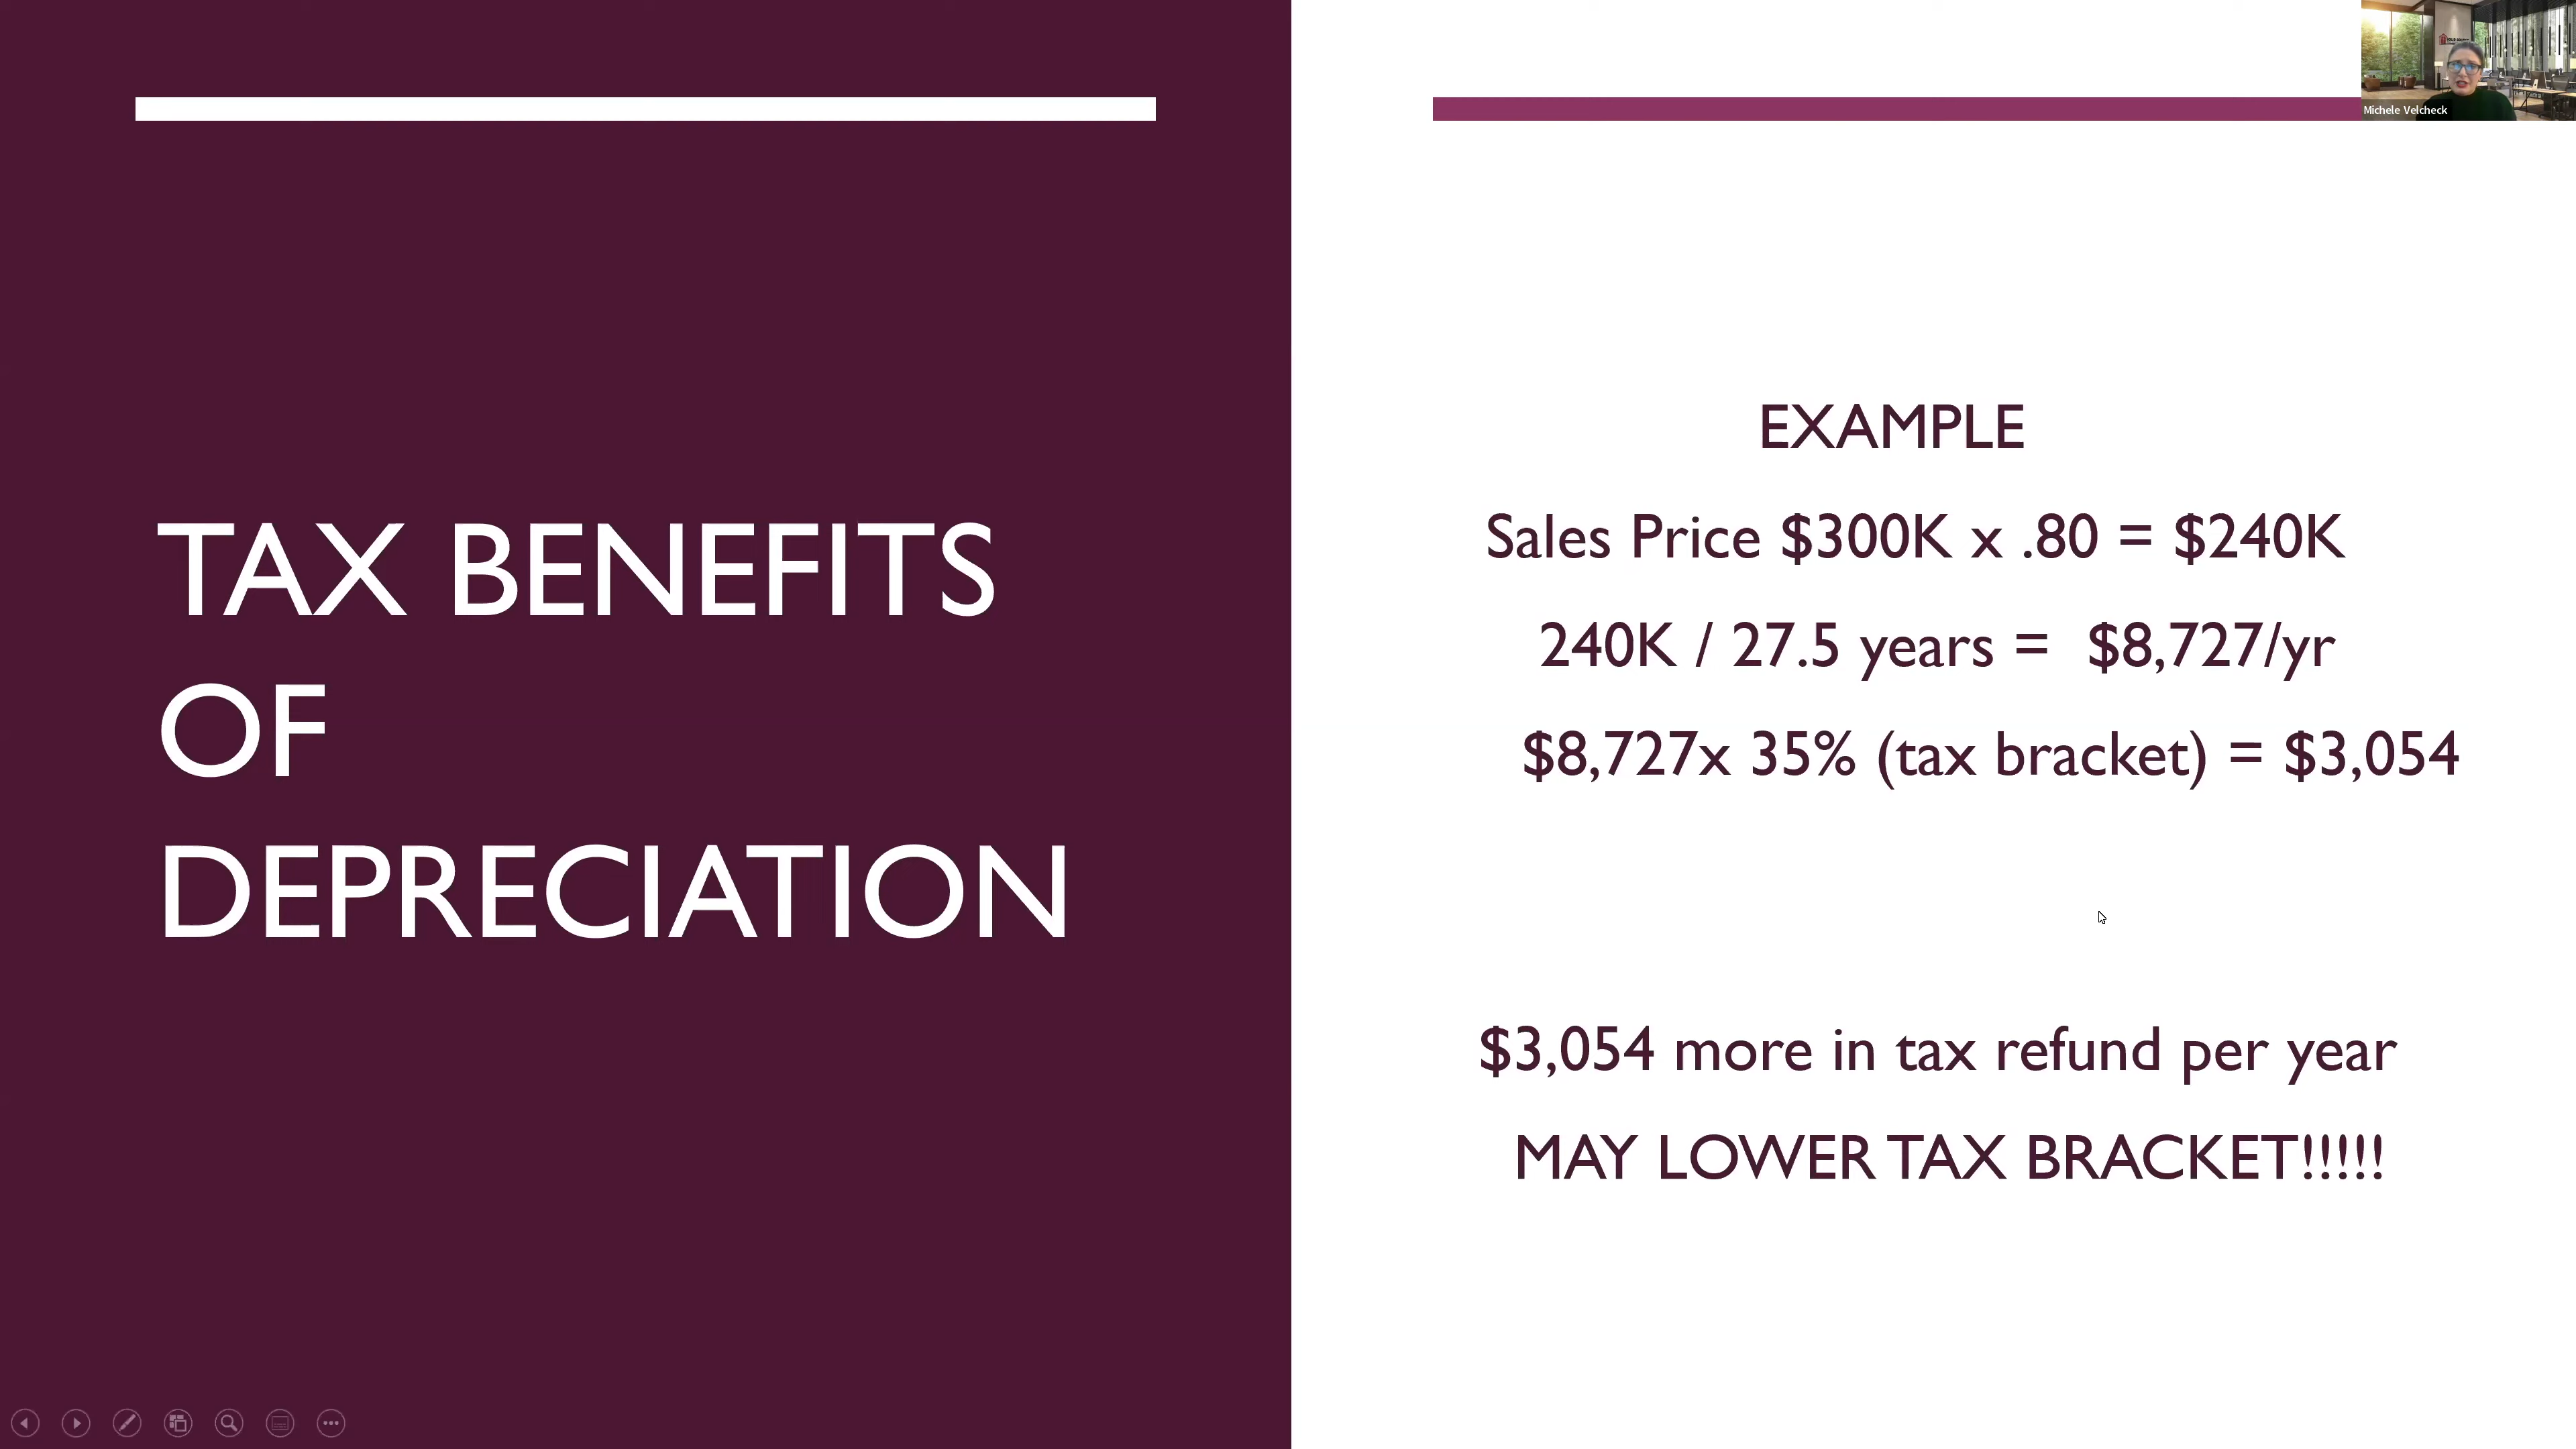 TAX BENEFITS
OF
DEPRECIATION
Michele Velcheck
EXAMPLE
Sales Price $300K x .80 = $240K
240K / 27.5 years = $8,727/yr
$8,727x 35% (tax bracket) = $3,054
$3,054 more in tax refund per year
MAY LOWER TAX BRACKET!!!!!